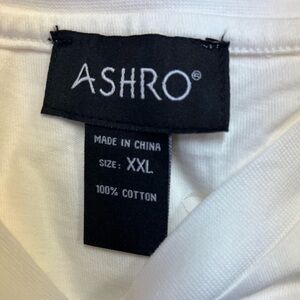 ASHRO®
MADE IN CHINA
SIZE: XXL
100% COTTON